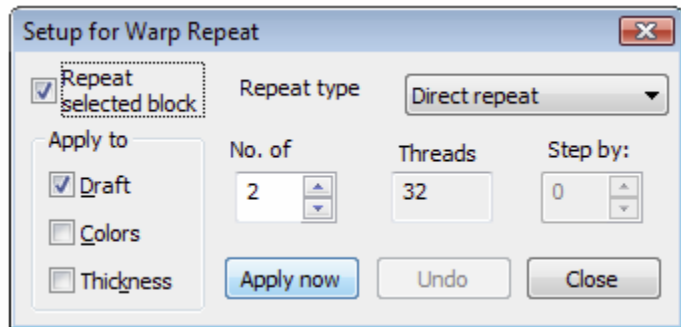 Setup for Warp Repeat
Repeat
selected block
Repeat type
Direct repeat
Apply to
No. of
Threads
Step by:
Draft
2
32
0
Colors
Thickness
Apply now
Undo
Close